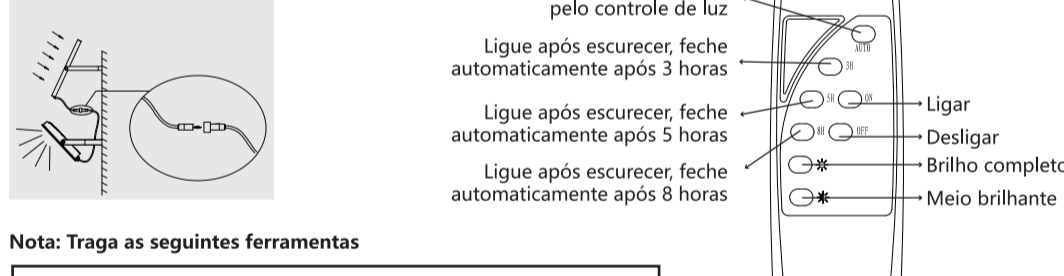 pelo controle de luz
Ligue após escurecer, feche
automaticamente após 3 horas
Ligue após escurecer, feche
automaticamente após 5 horas
Ligue após escurecer, feche
automaticamente após 8 horas
AUTO
3H
5H
ON
8H
OFF
Ligar
Desligar
Brilho completo
Meio brilhante
Nota: Traga as seguintes ferramentas